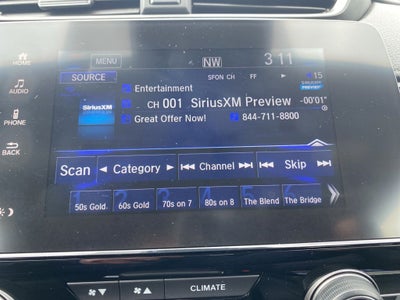 MENU
NW
3 11
SOURCE
SFON CH FF
15
AUDIO
SiriusXM
Entertainment
CH 001 SiriusXM Preview -00'01"
Great Offer Now! 844-711-8800
PHONE
BACK
Scan Category Channel Skip
50s Gold. 60s Gold 70s on 7 80s on 8 The Blend The Bridge
CLIMATE